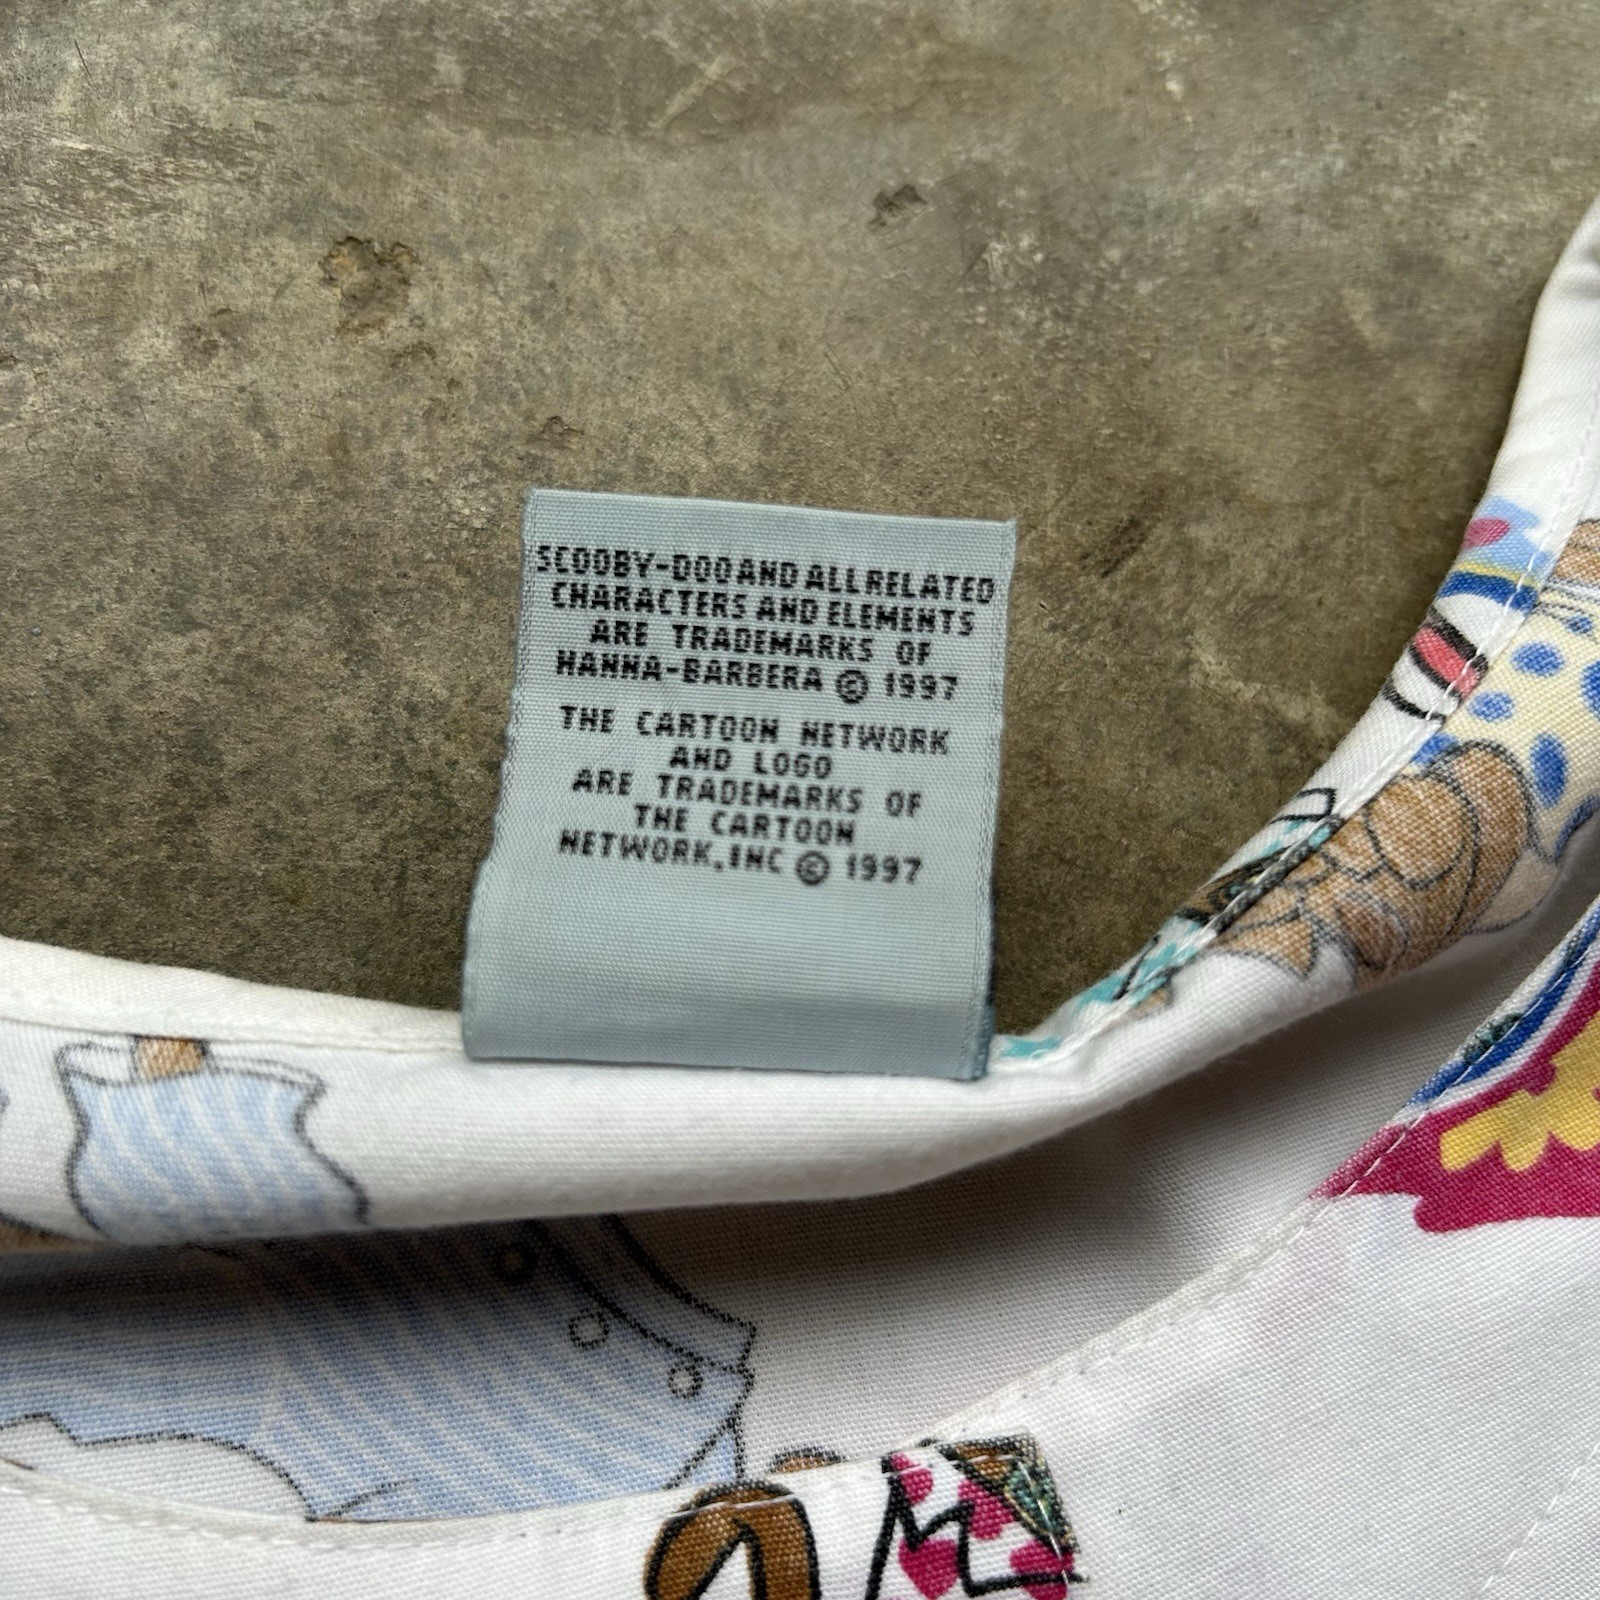 SCOOBY-DOO AND ALL RELATED
CHARACTERS AND ELEMENTS
ARE TRADEMARKS OF
HANNA-BARBERA © 1997
THE CARTOON NETWORK
AND LOGO
ARE TRADEMARKS OF
THE CARTOON
NETWORK, INC © 1997